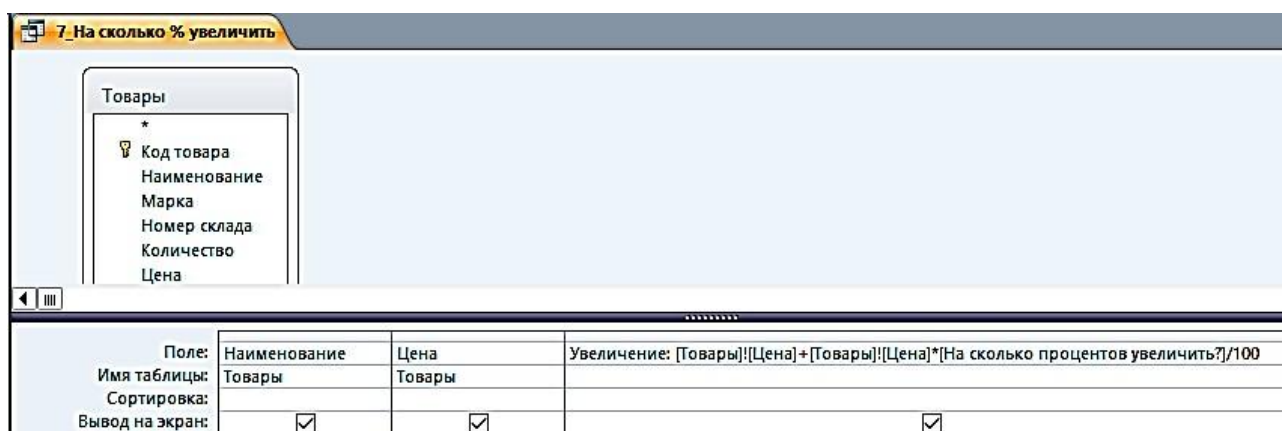 7_На сколько % увеличить
Товары
*
Код товара
Наименование
Марка
Номер склада
Количество
Цена
Поле: Наименование Цена Увеличение: [Товары]![Цена]+[Товары]![Цена]*[На сколько процентов увеличить?]/100
Имя таблицы: Товары Товары
Сортировка:
Вывод на экран: